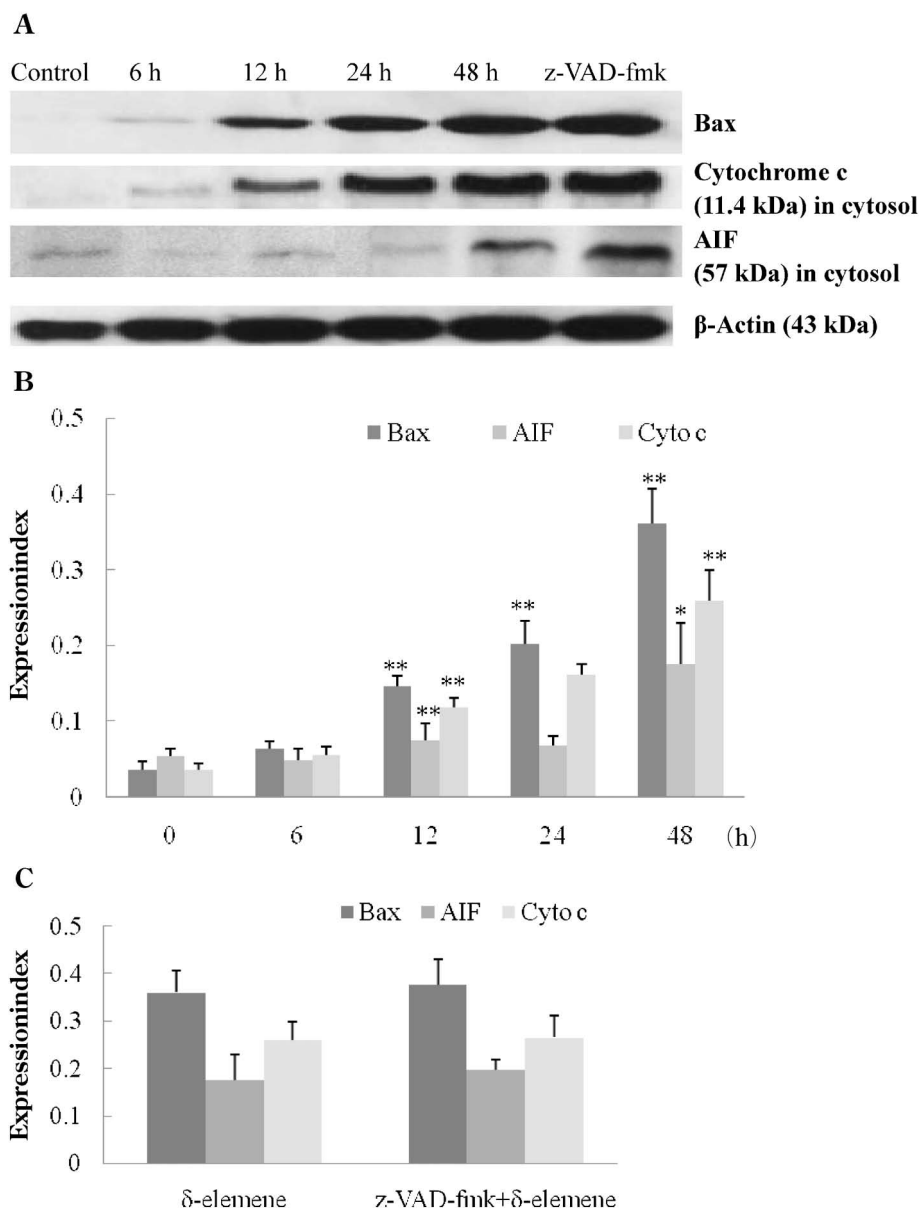 A
Control 6 h 12 h 24 h 48 h z-VAD-fmk
Bax
Cytochrome c
(11.4 kDa) in cytosol
AIF
(57 kDa) in cytosol
β-Actin (43 kDa)
B
0.5
Bax AIF Cyto c
**
0.4
**
0.3
**
Expressionindex
*
0.2
**
**
**
0.1
0
0 6 12 24 48 (h)
C
Bax AIF Cyto c
0.5
0.4
0.3
Expressionindex
0.2
0.1
0
δ-elemene z-VAD-fmk+δ-elemene